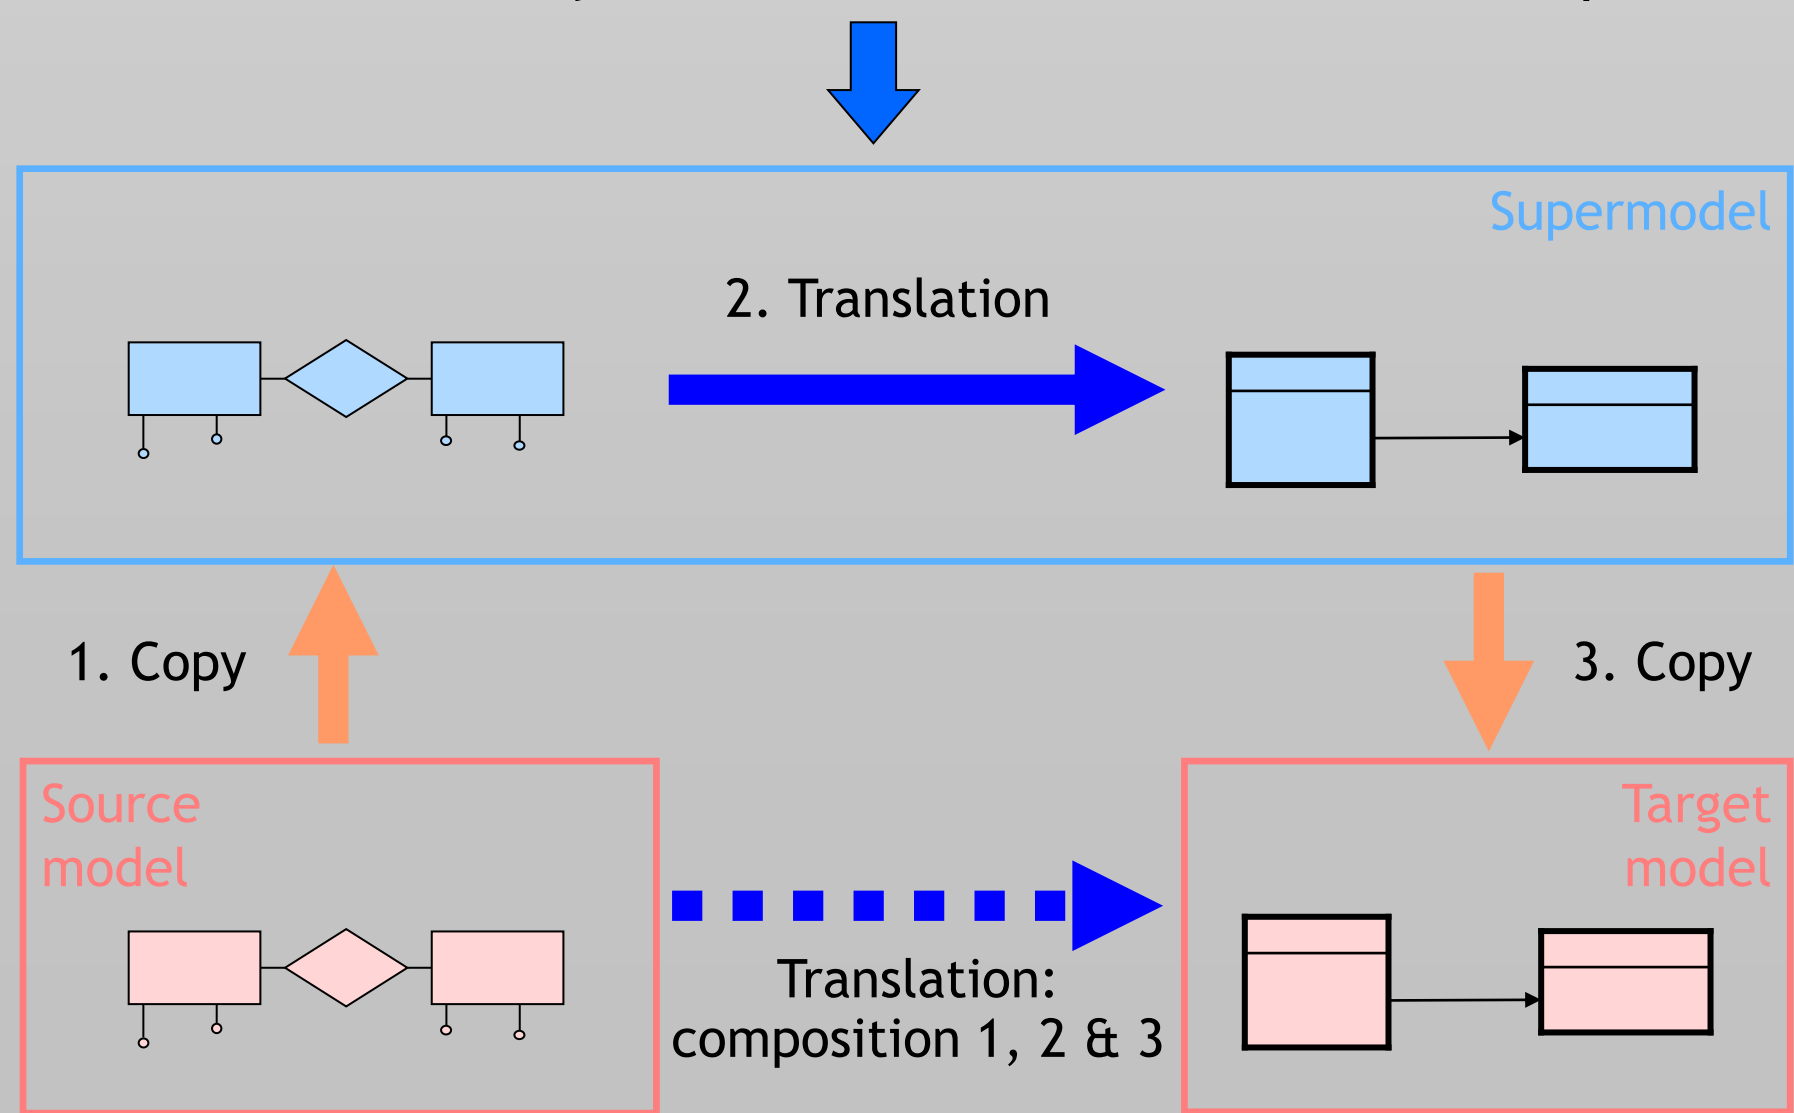 Supermodel
2. Translation
1. Copy
3. Copy
Source
model
Target
model
Translation:
composition 1, 2 & 3